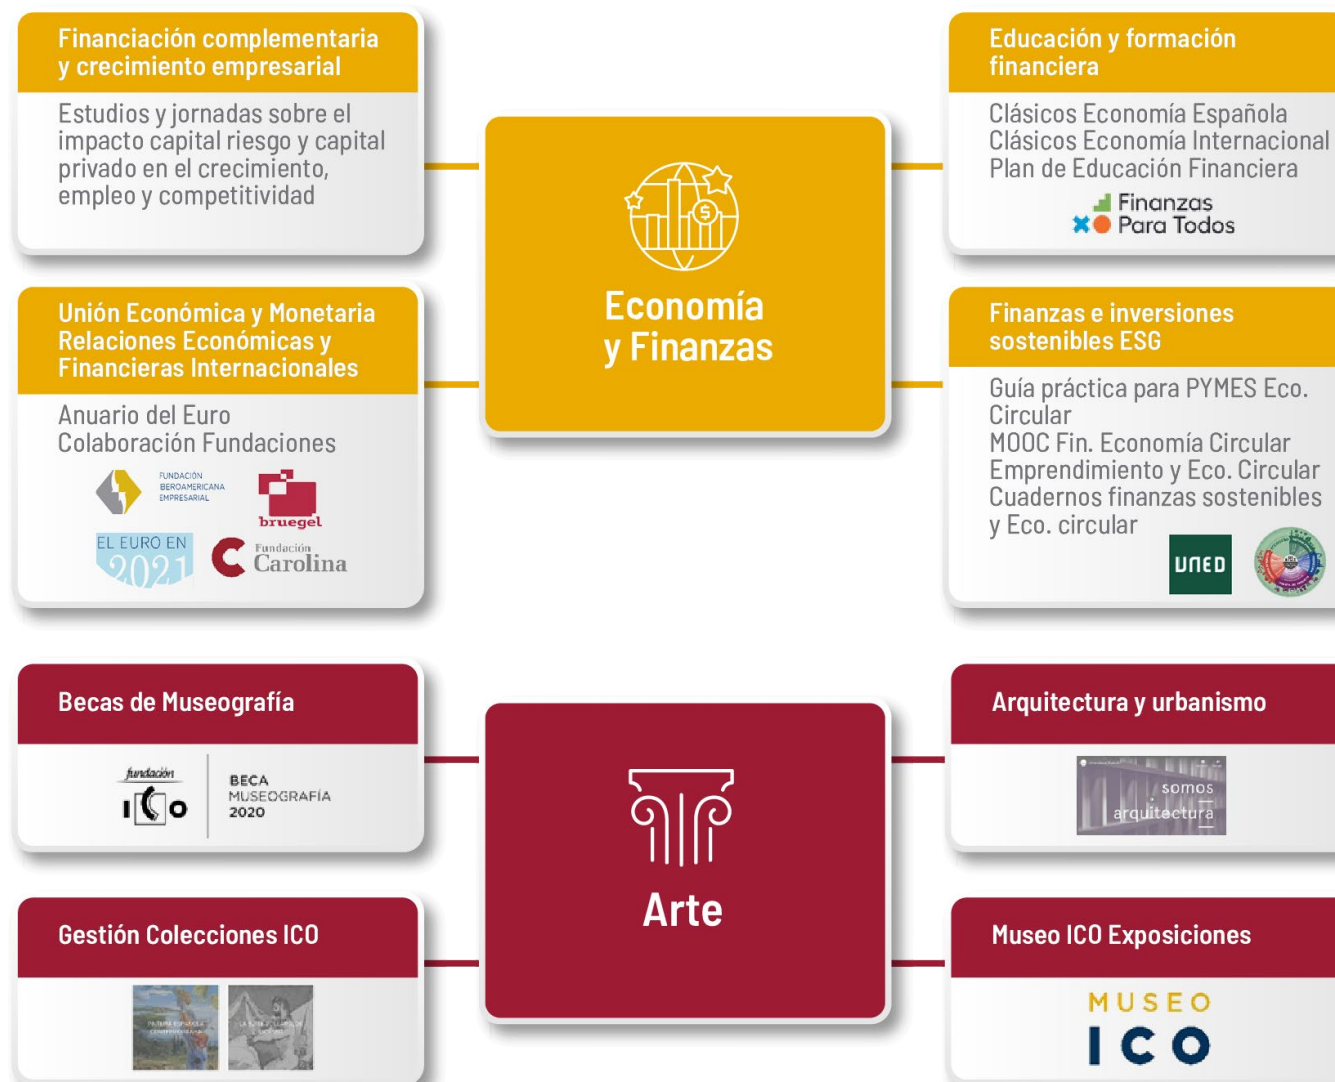 Financiación complementaria
y crecimiento empresarial
Estudios y jornadas sobre el
impacto capital riesgo y capital
privado en el crecimiento,
empleo y competitividad
Educación y formación
financiera
Clásicos Economía Española
Clásicos Economía Internacional
Plan de Educación Financiera
Finanzas
Para Todos
Economía
y Finanzas
Unión Económica y Monetaria
Relaciones Económicas y
Financieras Internacionales
Anuario del Euro
Colaboración Fundaciones
FUNDACIÓN
IBEROAMERICANA
EMPRESARIAL
bruegel
EL EURO EN
2021
Fundación
Carolina
Finanzas e inversiones
sostenibles ESG
Guía práctica para PYMES Eco.
Circular
MOOC Fin. Economía Circular
Emprendimiento y Eco. Circular
Cuadernos finanzas sostenibles
y Eco. circular
UNED
Becas de Museografía
fundación
ICO
BECA
MUSEOGRAFÍA
2020
Arquitectura y urbanismo
somos
arquitectura
Arte
Gestión Colecciones ICO
PINTURA ESPAÑOLA
CONTEMPORÁNEA
Museo ICO Exposiciones
MUSEO
ICO